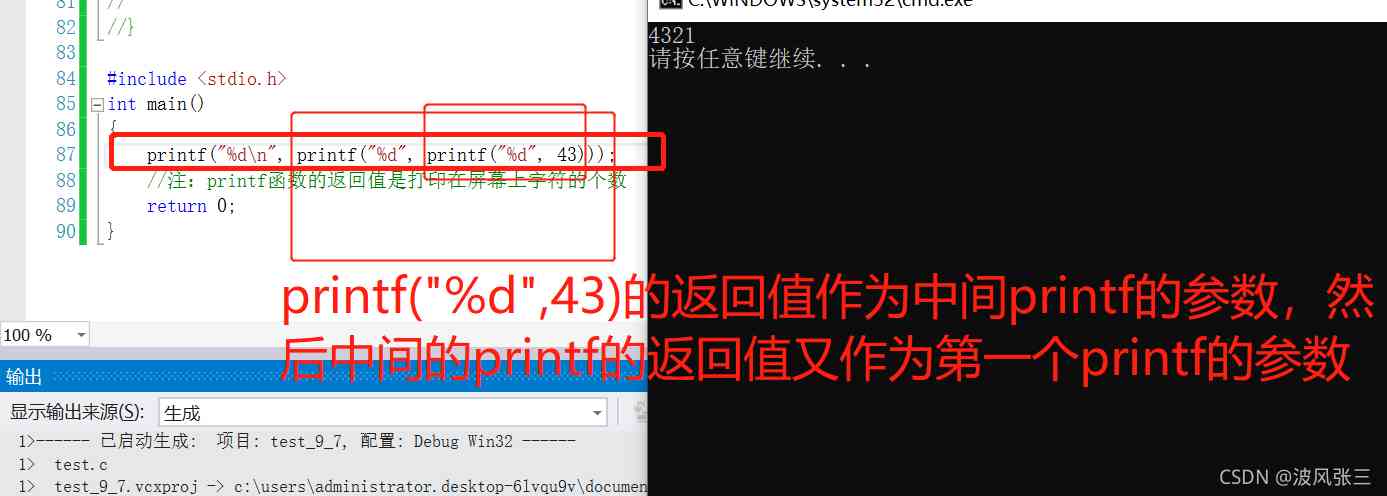 81 //
82 //}
83
84 #include <stdio.h>
85 int main()
86 {
87 printf("%d\n", printf("%d", printf("%d", 43)));
88 //注：printf函数的返回值是打印在屏幕上字符的个数
89 return 0;
90 }
C:\WINDOWS\system32\cmd.exe
4321
请按任意键继续. . .
printf("%d",43)的返回值作为中间printf的参数，然
后中间的printf的返回值又作为第一个printf的参数
100 %
输出
显示输出来源(S): 生成
1>------ 已启动生成: 项目: test_9_7, 配置: Debug Win32 ------
1> test.c
1> test_9_7.vcxproj -> c:\users\administrator.desktop-6lvqu9v\documen
CSDN @波风张三